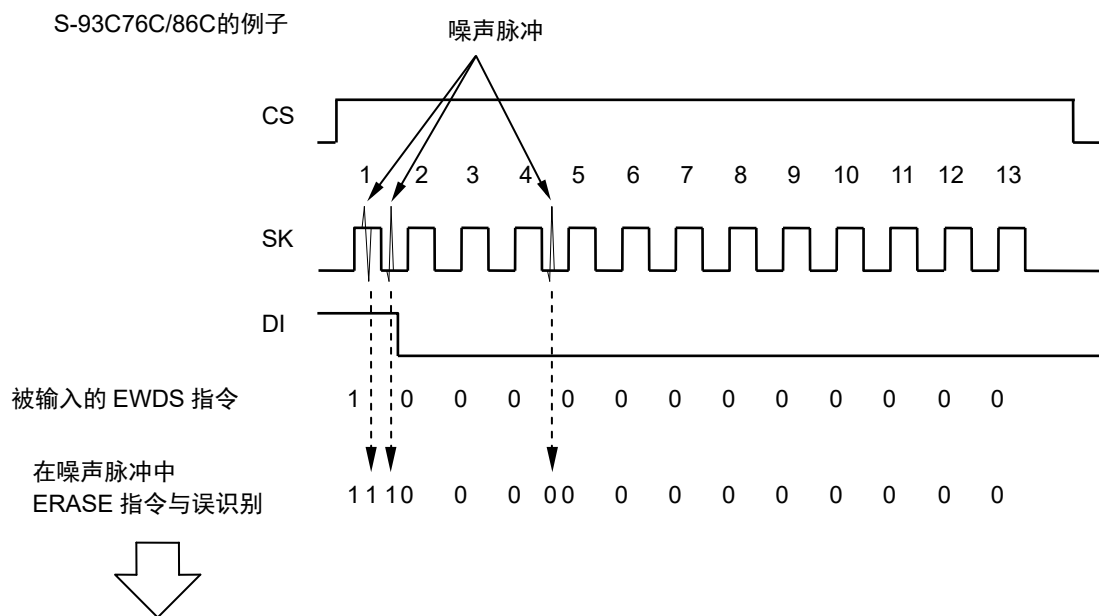 S-93C76C/86C的例子
噪声脉冲
CS
1 2 3 4 5 6 7 8 9 10 11 12 13
SK
DI
被输入的 EWDS 指令 1 0 0 0 0 0 0 0 0 0 0 0 0
在噪声脉冲中
ERASE 指令与误识别 1 1 1 0 0 0 0 0 0 0 0 0 0 0 0 0